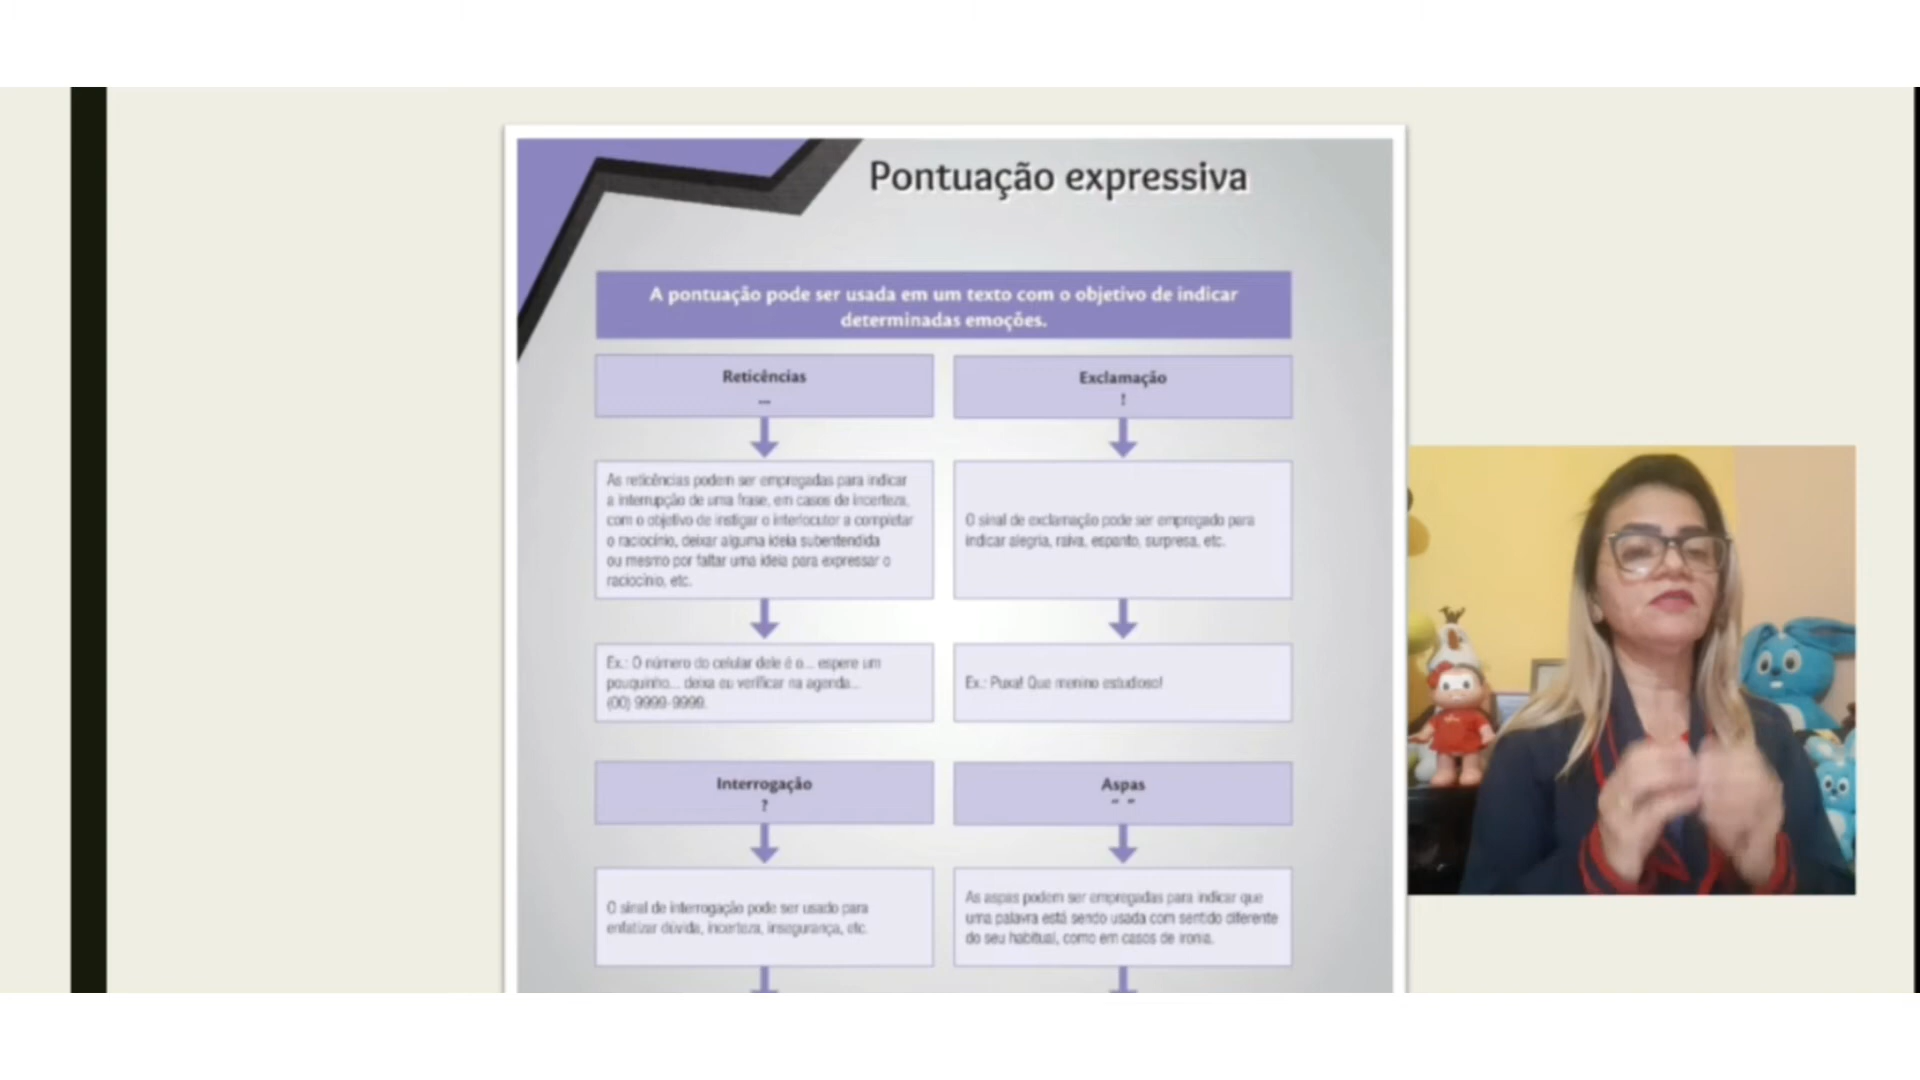 Pontuação expressiva
A pontuação pode ser usada em um texto com o objetivo de indicar
determinadas emoções.
Reticências
...
As reticências podem ser empregadas para indicar
a interrupção de uma frase, em casos de incerteza,
com o objetivo de instigar o interlocutor a completar
o raciocínio, deixar alguma ideia subentendida
ou mesmo por faltar uma ideia para expressar o
raciocínio, etc.
Ex.: O número do celular dele é o... espere um
pouquinho... deixa eu verificar na agenda...
(00) 9999-9999.
Exclamação
!
O sinal de exclamação pode ser empregado para
indicar alegria, raiva, espanto, surpresa, etc.
Ex.: Puxa! Que menino estudioso!
Interrogação
?
O sinal de interrogação pode ser usado para
enfatizar dúvida, incerteza, insegurança, etc.
Aspas
“ ”
As aspas podem ser empregadas para indicar que
uma palavra está sendo usada com sentido diferente
do seu habitual, como em casos de ironia.